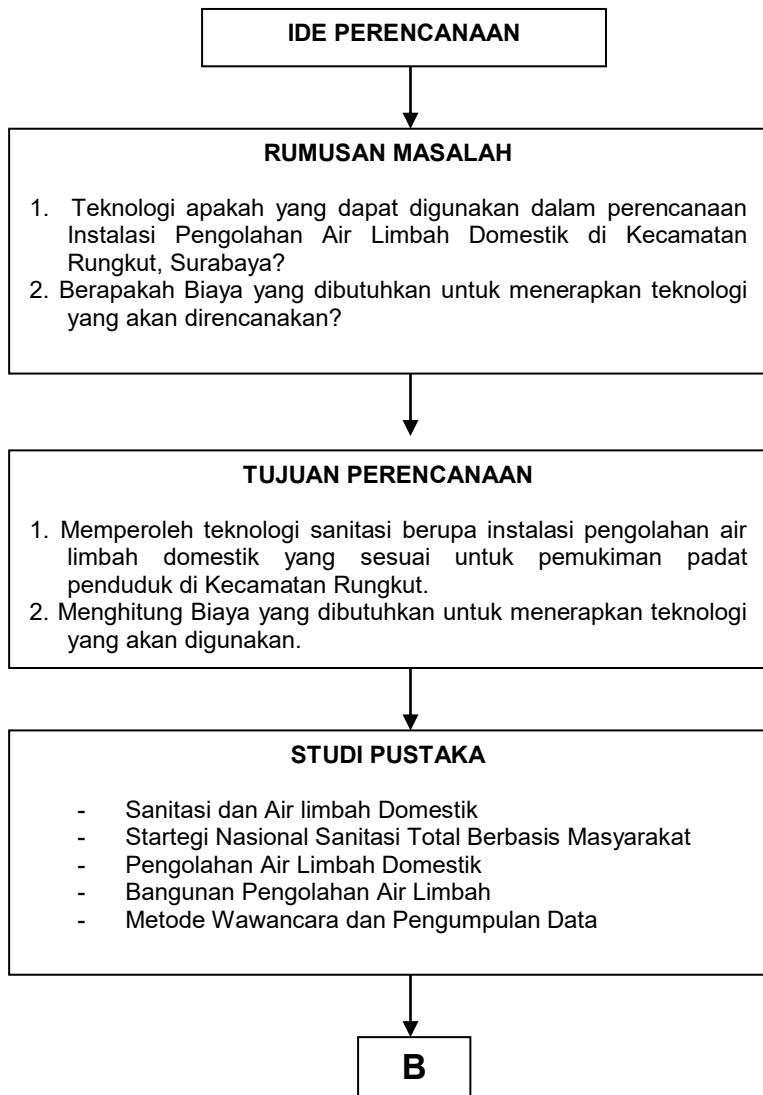 IDE PERENCANAAN
RUMUSAN MASALAH
1. Teknologi apakah yang dapat digunakan dalam perencanaan
Instalasi Pengolahan Air Limbah Domestik di Kecamatan
Rungkut, Surabaya?
2. Berapakah Biaya yang dibutuhkan untuk menerapkan teknologi
yang akan direncanakan?
TUJUAN PERENCANAAN
1. Memperoleh teknologi sanitasi berupa instalasi pengolahan air
limbah domestik yang sesuai untuk pemukiman padat
penduduk di Kecamatan Rungkut.
2. Menghitung Biaya yang dibutuhkan untuk menerapkan teknologi
yang akan digunakan.
STUDI PUSTAKA
- Sanitasi dan Air limbah Domestik
- Startegi Nasional Sanitasi Total Berbasis Masyarakat
- Pengolahan Air Limbah Domestik
- Bangunan Pengolahan Air Limbah
- Metode Wawancara dan Pengumpulan Data
B